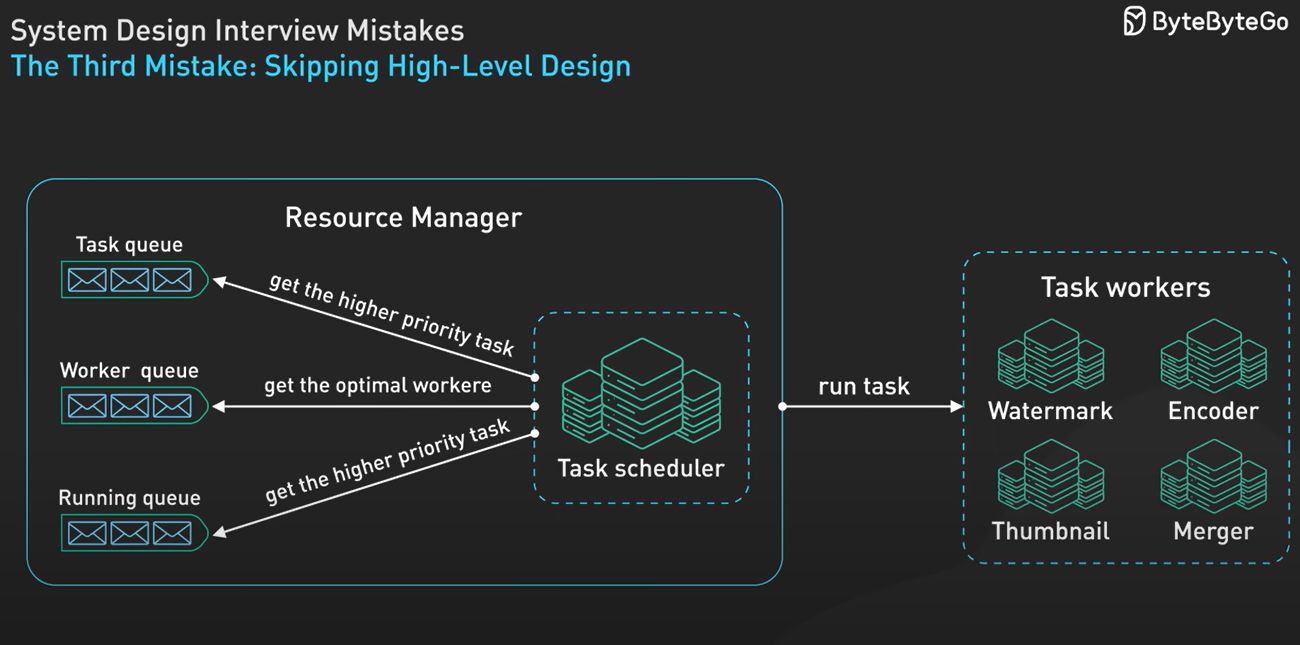 System Design Interview Mistakes
ByteByteGo
The Third Mistake: Skipping High-Level Design
Resource Manager
Task queue
get the higher priority task
Worker queue
get the optimal workere
get the higher priority task
Running queue
Task scheduler
run task
Task workers
Watermark
Encoder
Thumbnail
Merger